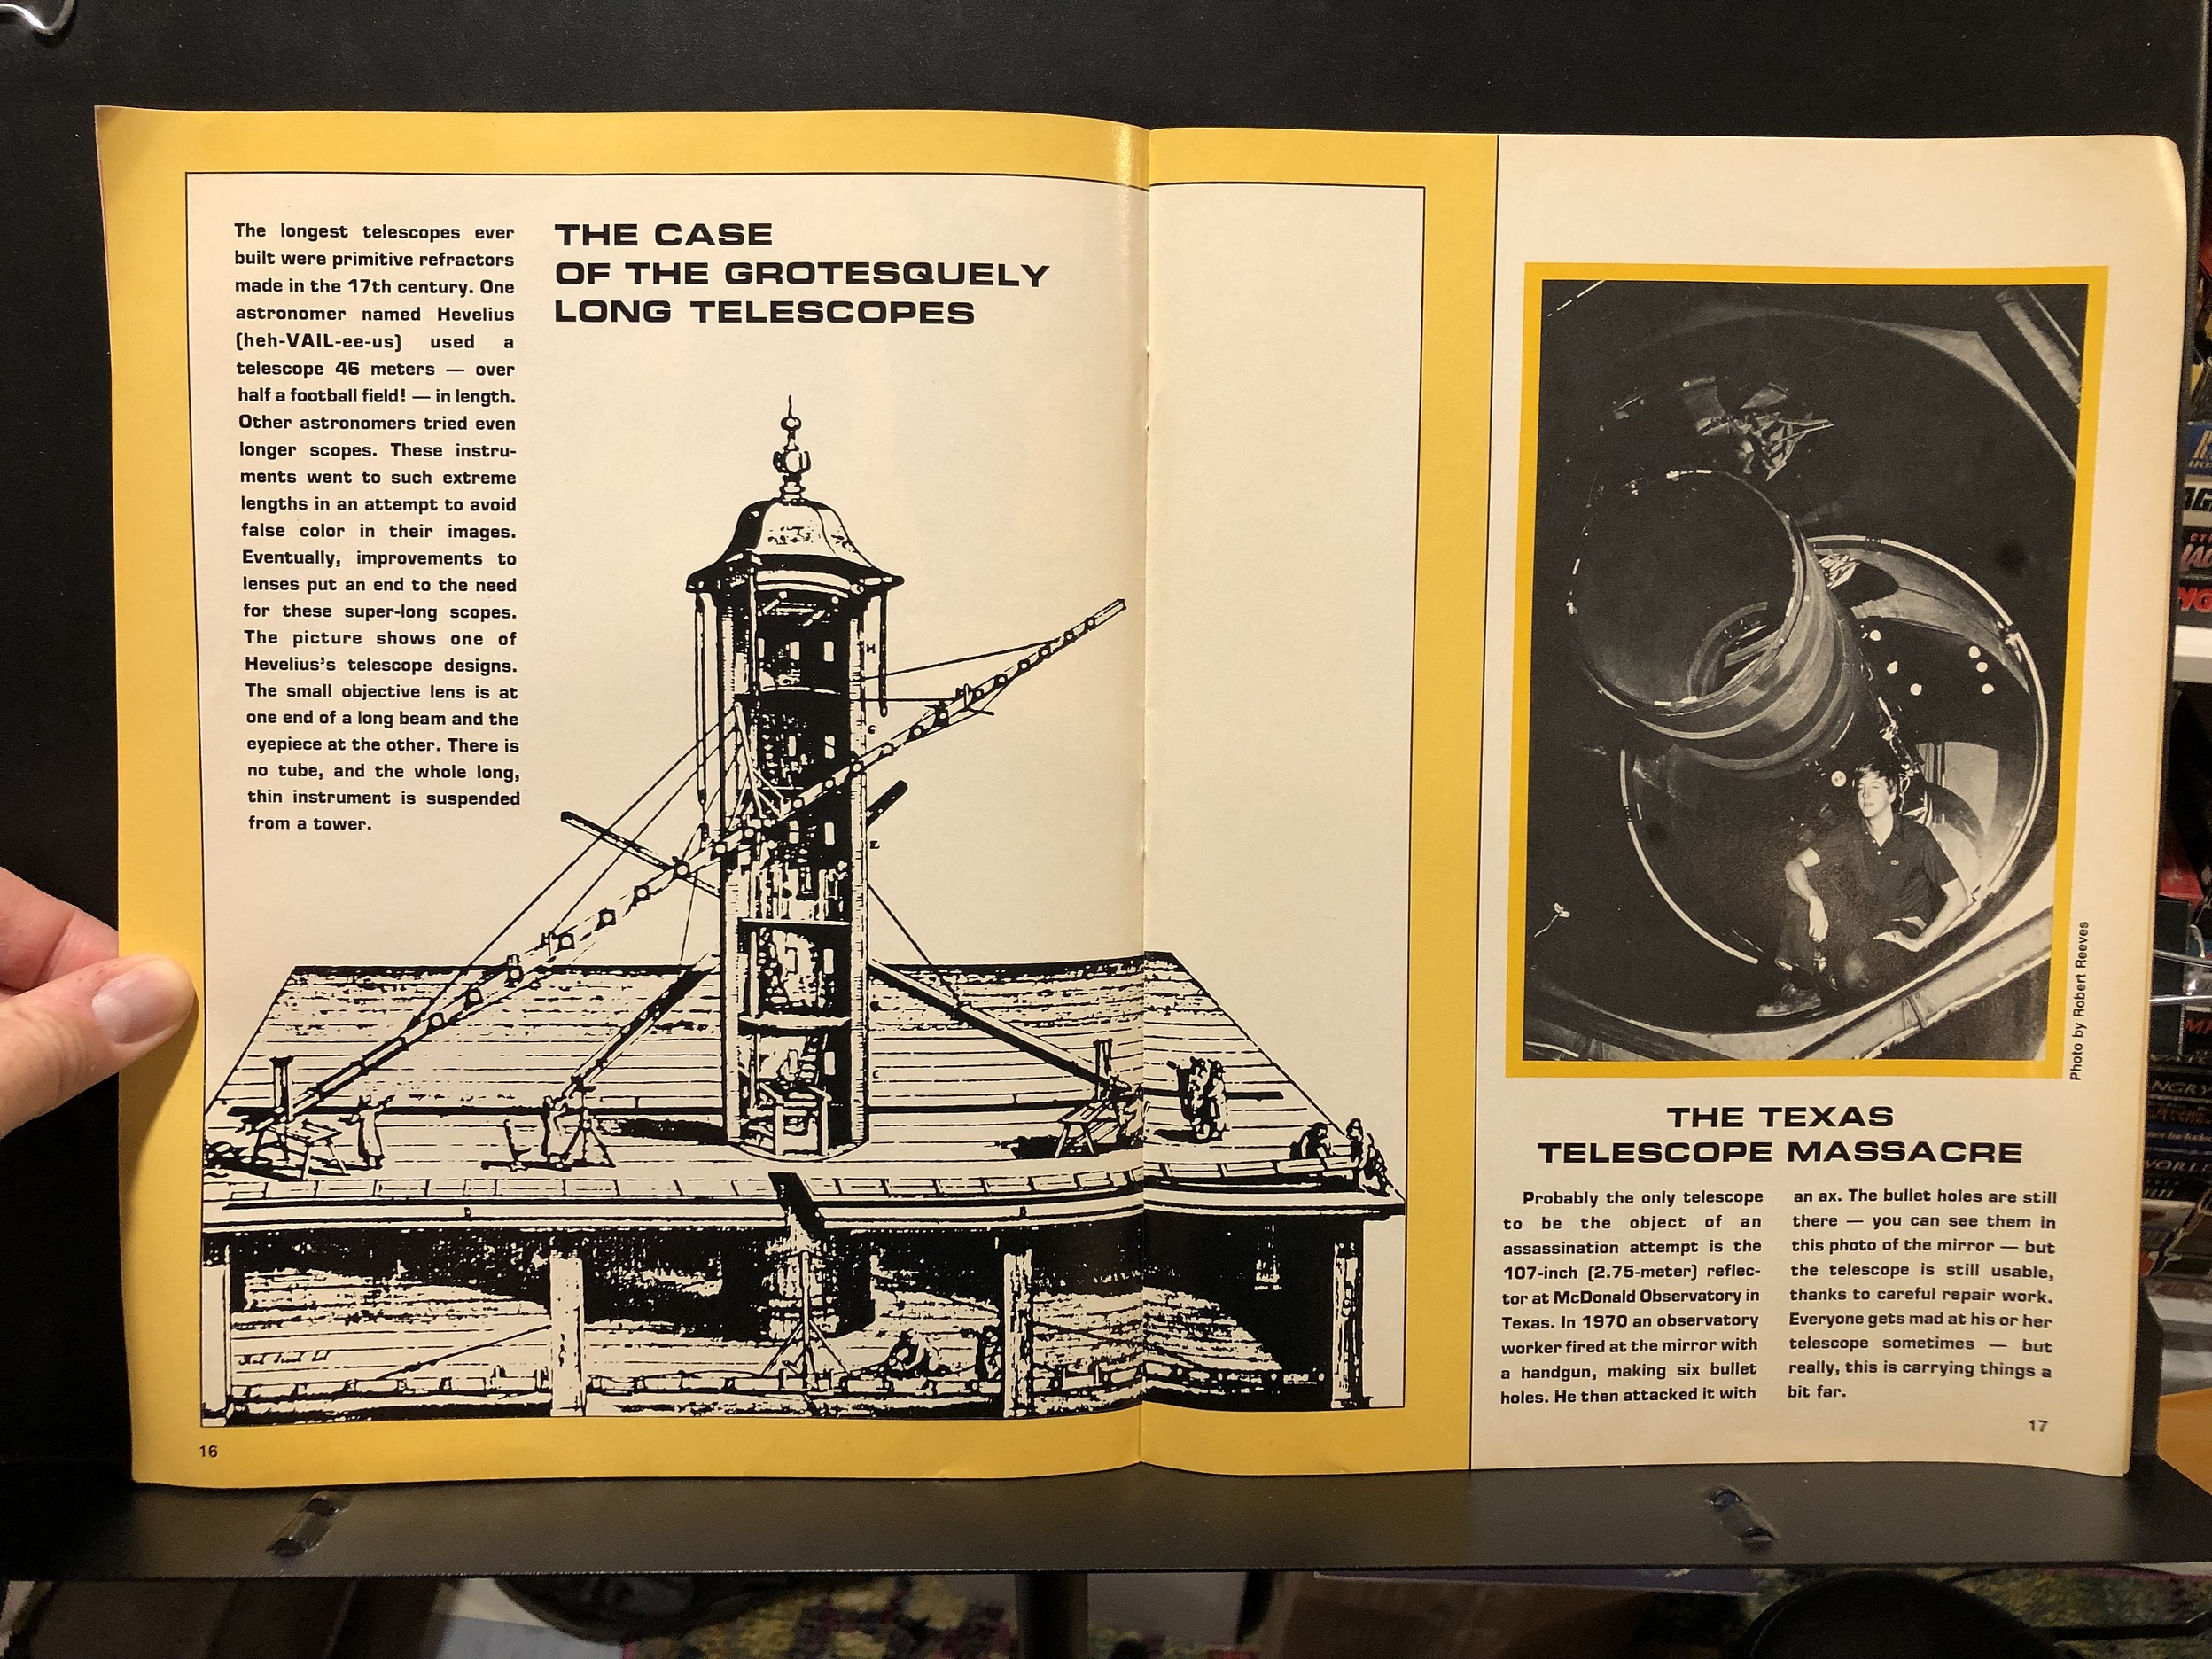 The longest telescopes ever
built were primitive refractors
made in the 17th century. One
astronomer named Hevelius
(heh-VAIL-ee-us) used a
telescope 46 meters — over
half a football field! — in length.
Other astronomers tried even
longer scopes. These instru-
ments went to such extreme
lengths in an attempt to avoid
false color in their images.
Eventually, improvements to
lenses put an end to the need
for these super-long scopes.
The picture shows one of
Hevelius's telescope designs.
The small objective lens is at
one end of a long beam and the
eyepiece at the other. There is
no tube, and the whole long,
thin instrument is suspended
from a tower.
THE CASE
OF THE GROTESQUELY
LONG TELESCOPES
16
Photo by Robert Reeves
THE TEXAS
TELESCOPE MASSACRE
Probably the only telescope
to be the object of an
assassination attempt is the
107-inch (2.75-meter) reflec-
tor at McDonald Observatory in
Texas. In 1970 an observatory
worker fired at the mirror with
a handgun, making six bullet
holes. He then attacked it with
an ax. The bullet holes are still
there — you can see them in
this photo of the mirror — but
the telescope is still usable,
thanks to careful repair work.
Everyone gets mad at his or her
telescope sometimes — but
really, this is carrying things a
bit far.
17